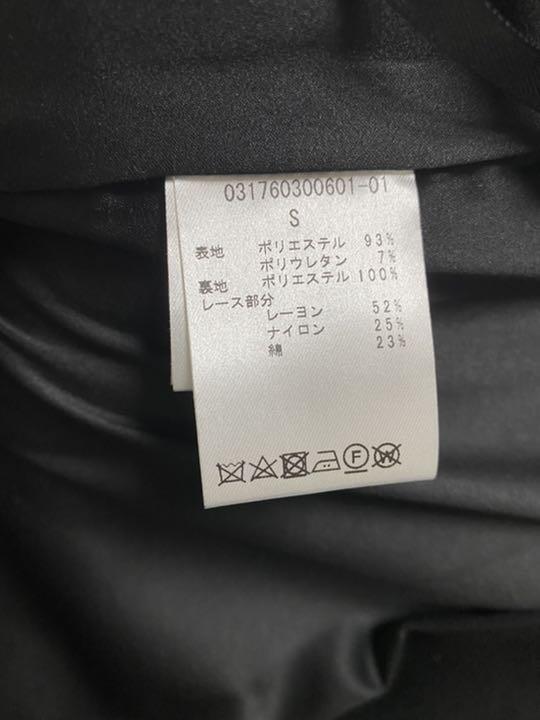 031760300601-01
S
表地 ポリエステル 93%
ポリウレタン 7%
裏地 ポリエステル 100%
レース部分
レーヨン 52%
ナイロン 25%
綿 23%
F W